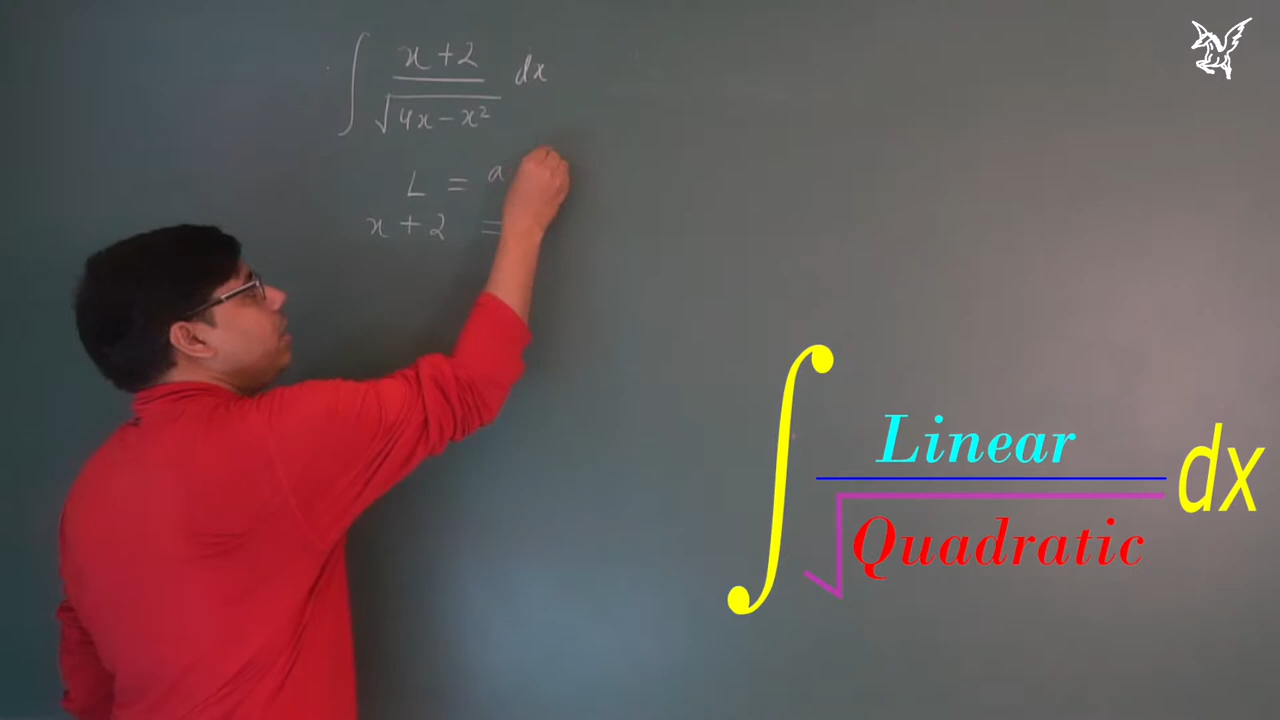 ∫ x+2 / √(4x-x²) dx
L = a
x + 2 =
∫ Linear / √Quadratic dx